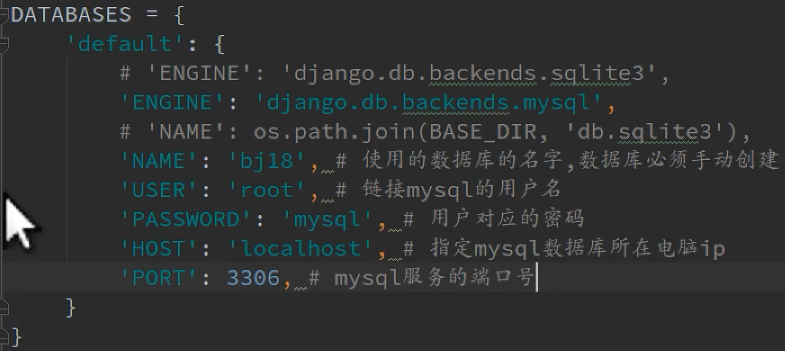 DATABASES = {
    'default': {
        # 'ENGINE': 'django.db.backends.sqlite3',
        'ENGINE': 'django.db.backends.mysql',
        # 'NAME': os.path.join(BASE_DIR, 'db.sqlite3'),
        'NAME': 'bj18', # 使用的数据库的名字,数据库必须手动创建
        'USER': 'root', # 链接mysql的用户名
        'PASSWORD': 'mysql', # 用户对应的密码
        'HOST': 'localhost', # 指定mysql数据库所在电脑ip
        'PORT': 3306, # mysql服务的端口号
    }
}